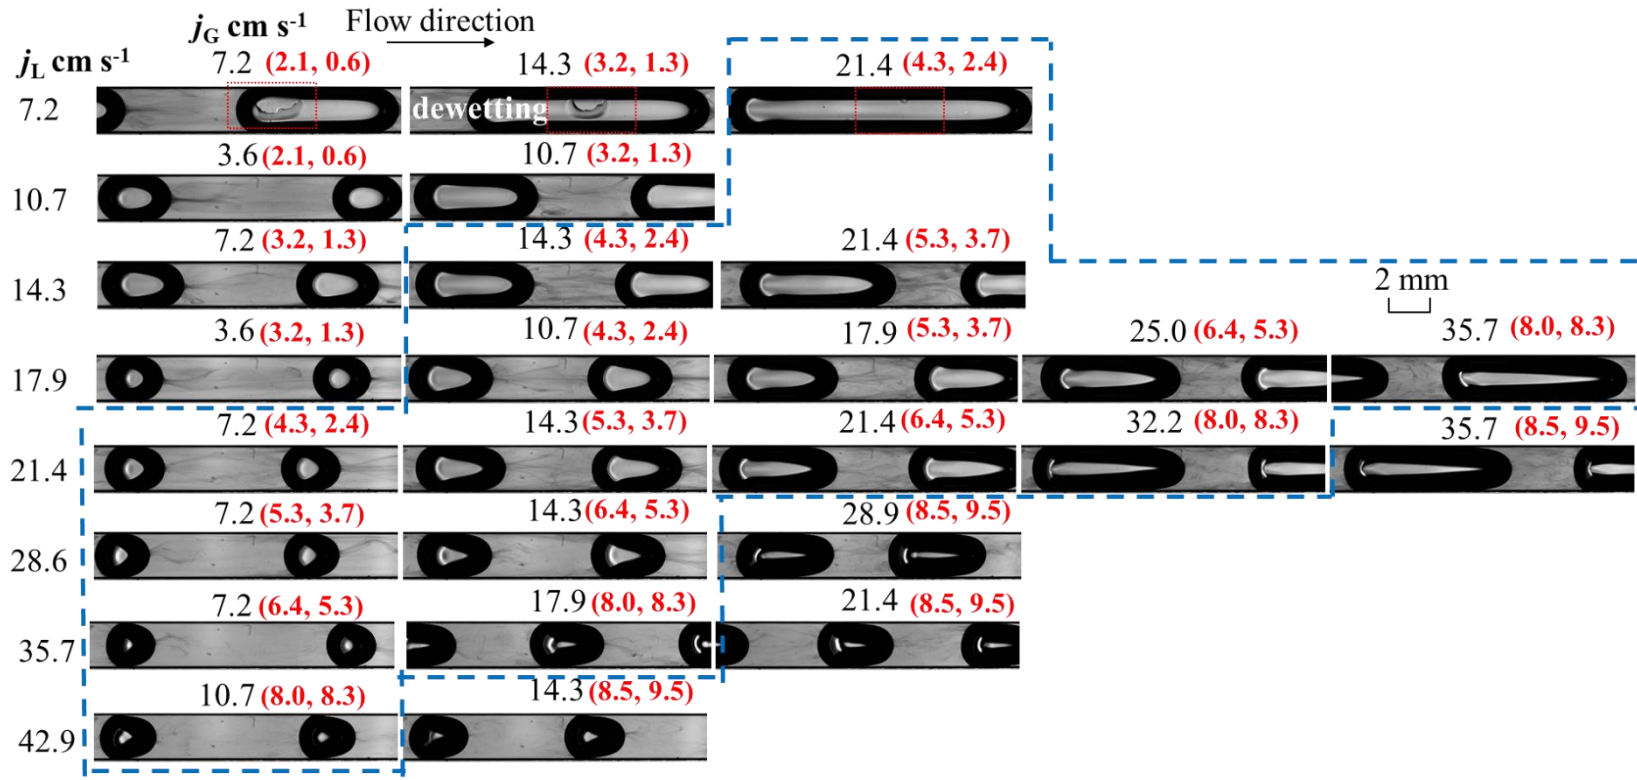 j_G cm s⁻¹ Flow direction
j_L cm s⁻¹ 7.2 (2.1, 0.6) 14.3 (3.2, 1.3) 21.4 (4.3, 2.4)
7.2 dewetting
3.6 (2.1, 0.6) 10.7 (3.2, 1.3)
10.7
7.2 (3.2, 1.3) 14.3 (4.3, 2.4) 21.4 (5.3, 3.7)
14.3 2 mm
3.6 (3.2, 1.3) 10.7 (4.3, 2.4) 17.9 (5.3, 3.7) 25.0 (6.4, 5.3) 35.7 (8.0, 8.3)
17.9
7.2 (4.3, 2.4) 14.3 (5.3, 3.7) 21.4 (6.4, 5.3) 32.2 (8.0, 8.3) 35.7 (8.5, 9.5)
21.4
7.2 (5.3, 3.7) 14.3 (6.4, 5.3) 28.9 (8.5, 9.5)
28.6
7.2 (6.4, 5.3) 17.9 (8.0, 8.3) 21.4 (8.5, 9.5)
35.7
10.7 (8.0, 8.3) 14.3 (8.5, 9.5)
42.9